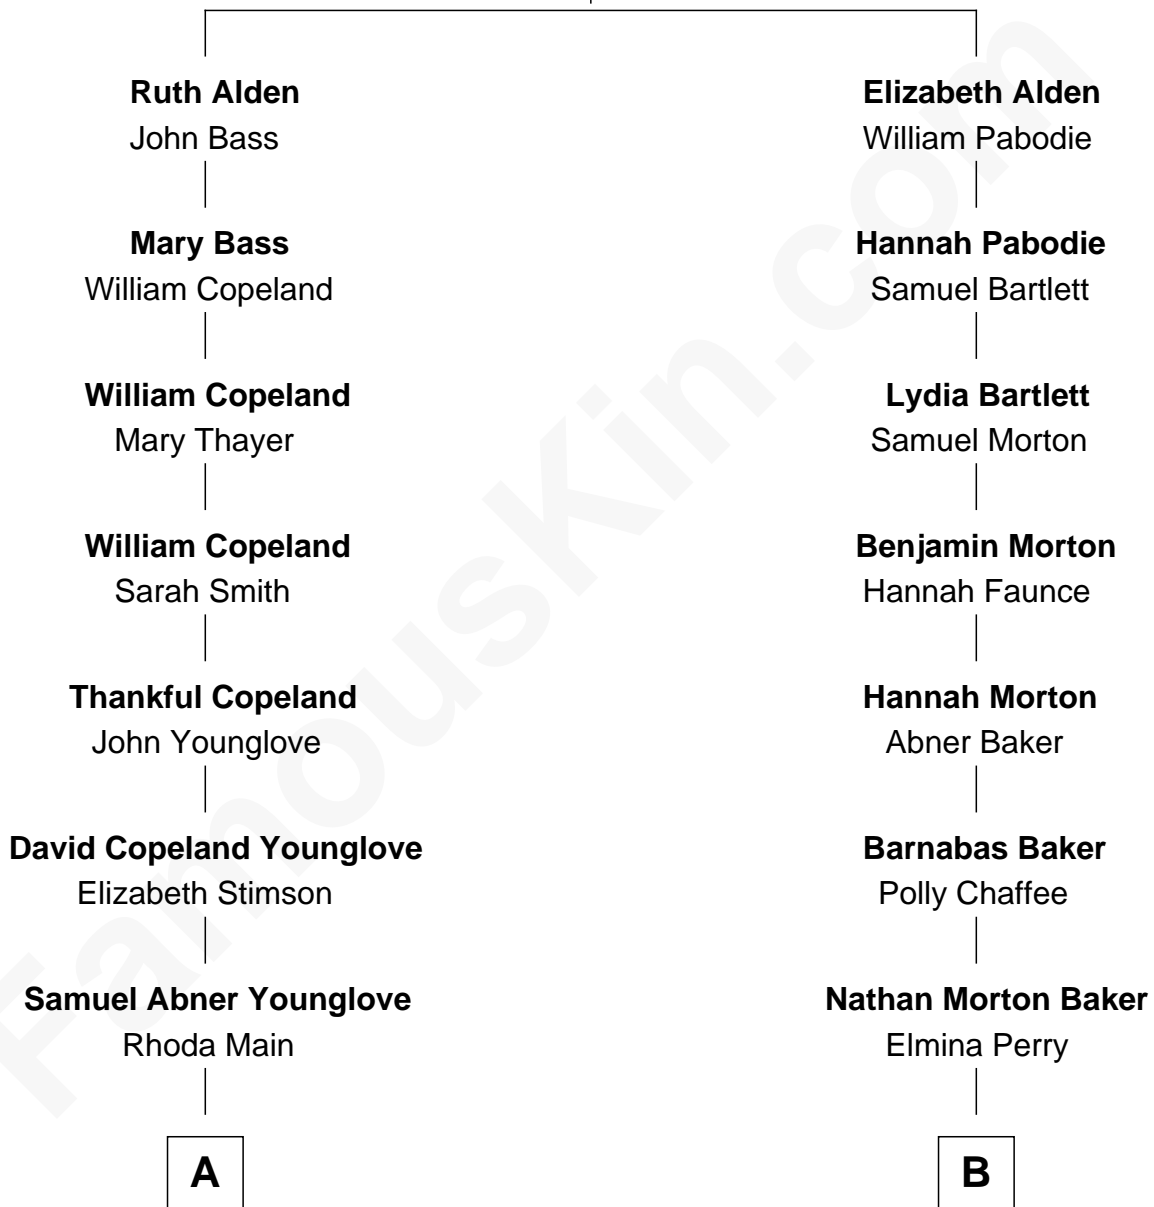 Ruth Alden
John Bass
Mary Bass
William Copeland
William Copeland
Mary Thayer
William Copeland
Sarah Smith
Thankful Copeland
John Younglove
David Copeland Younglove
Elizabeth Stimson
Samuel Abner Younglove
Rhoda Main
A
Elizabeth Alden
William Pabodie
Hannah Pabodie
Samuel Bartlett
Lydia Bartlett
Samuel Morton
Benjamin Morton
Hannah Faunce
Hannah Morton
Abner Baker
Barnabas Baker
Polly Chaffee
Nathan Morton Baker
Elmina Perry
B
FamousKin.com